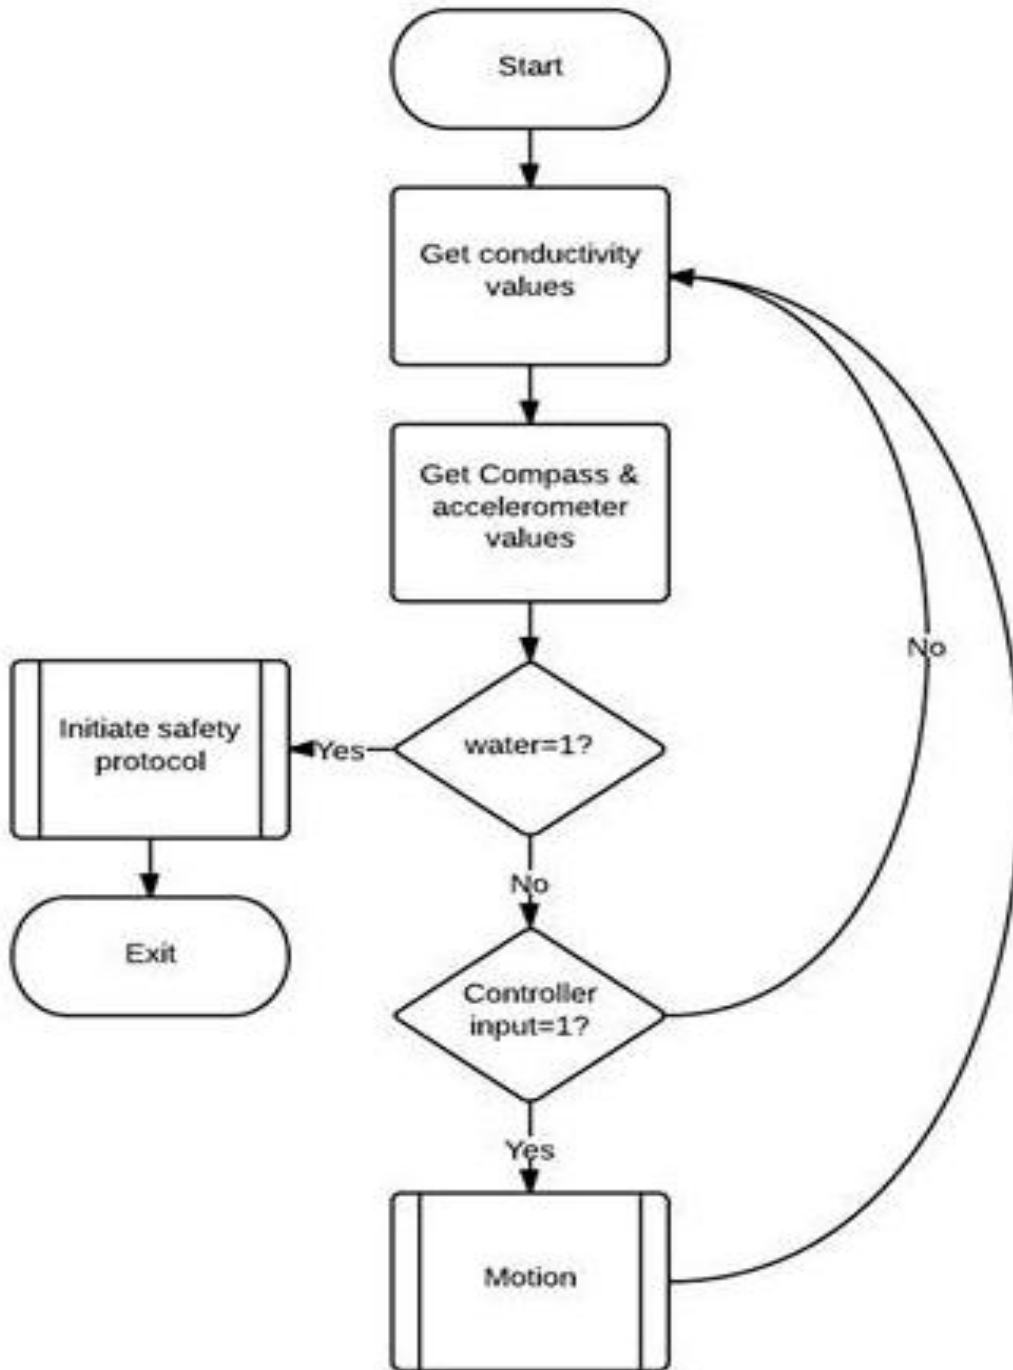 Start
Get conductivity
values
Get Compass &
accelerometer
values
No
Initiate safety
protocol
Yes
water=1?
No
Exit
Controller
input=1?
Yes
Motion